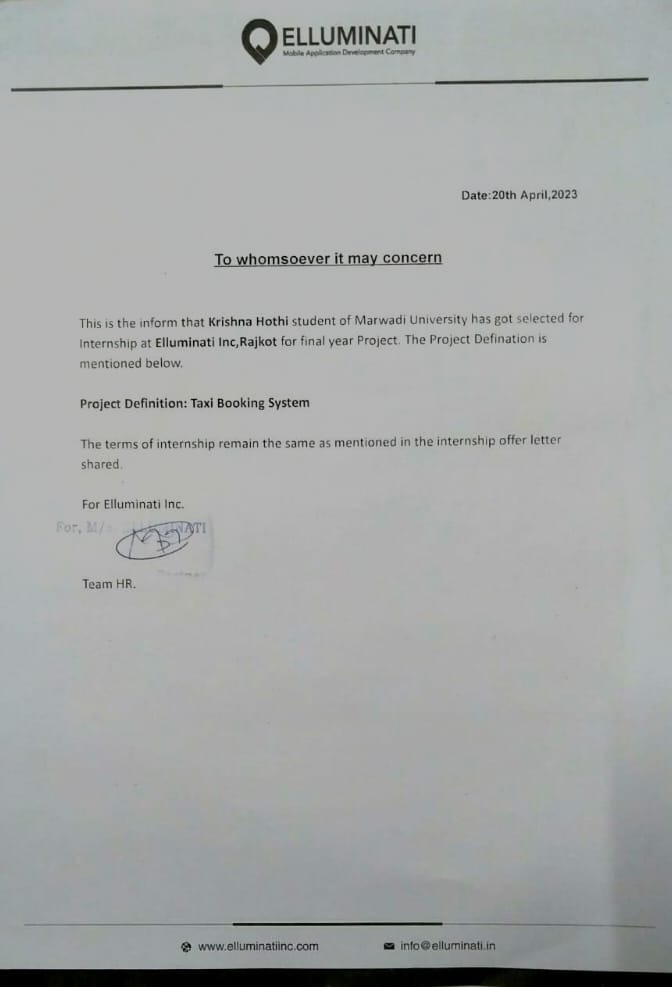 ELLUMINATI
Mobile Application Development Company
Date:20th April,2023
To whomsoever it may concern
This is the inform that Krishna Hothi student of Marwadi University has got selected for
Internship at Elluminati Inc,Rajkot for final year Project. The Project Defination is
mentioned below.
Project Definition: Taxi Booking System
The terms of internship remain the same as mentioned in the internship offer letter
shared.
For Elluminati Inc.
For, M/s
Team HR.
www.elluminatiinc.com info@elluminati.in